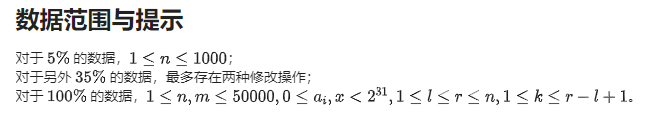 数据范围与提示
对于 5% 的数据，1 ≤ n ≤ 1000；
对于另外 35% 的数据，最多存在两种修改操作；
对于 100% 的数据，1 ≤ n, m ≤ 50000, 0 ≤ a_i, x < 2^{31}, 1 ≤ l ≤ r ≤ n, 1 ≤ k ≤ r − l + 1。